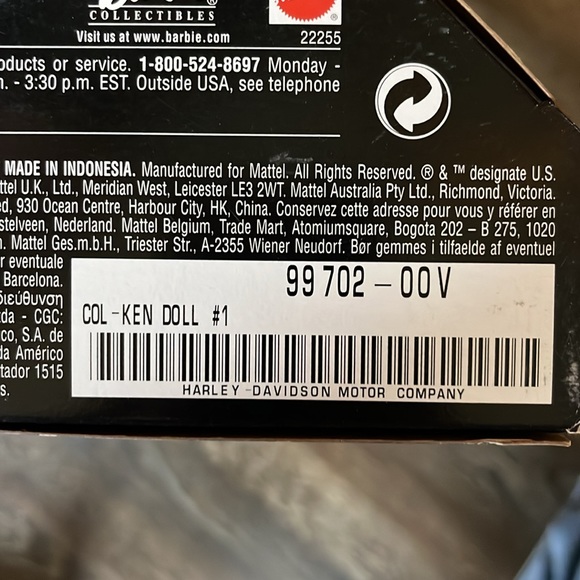 COLLECTIBLES ®
®
Visit us at www.barbie.com 22255
oducts or service. 1-800-524-8697 Monday -
. - 3:30 p.m. EST. Outside USA, see telephone
MADE IN INDONESIA. Manufactured for Mattel. All Rights Reserved. ® & ™ designate U.S.
ttel U.K., Ltd., Meridian West, Leicester LE3 2WT. Mattel Australia Pty Ltd., Richmond, Victoria.
ed, 930 Ocean Centre, Harbour City, HK, China. Conservez cette adresse pour vous y référer en
stelveen, Nederland. Mattel Belgium, Trade Mart, Atomiumsquare, Bogota 202 – B 275, 1020
. Mattel Ges.m.b.H., Triester Str., A-2355 Wiener Neudorf. Bør gemmes i tilfaelde af eventuel
r eventuale
Barcelona.
διεύθυνση
tda - CGC:
co, S.A. de
da Américo
tador 1515
s.
99702-00V
COL-KEN DOLL #1
HARLEY-DAVIDSON MOTOR COMPANY